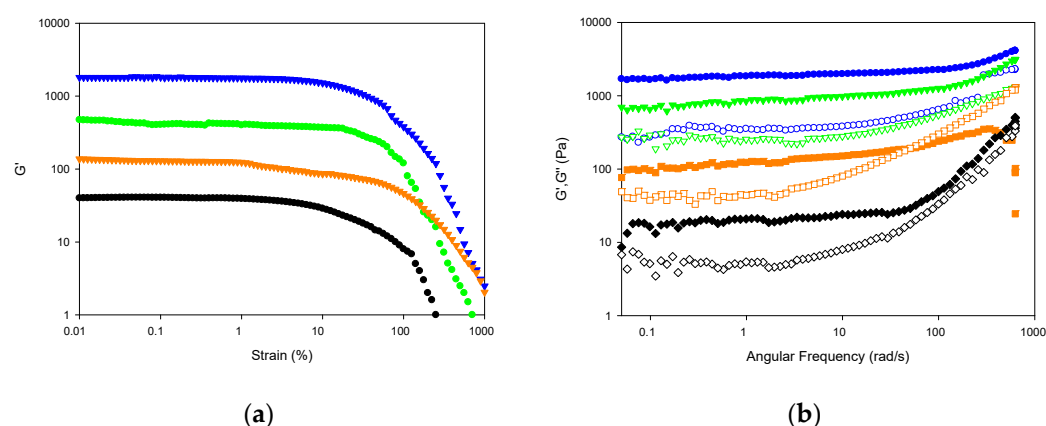 10000
1000
100
10
1
G'
0.01 0.1 1 10 100 1000
Strain (%)
(a)
10000
1000
100
10
1
G',G'' (Pa)
0.1 1 10 100 1000
Angular Frequency (rad/s)
(b)